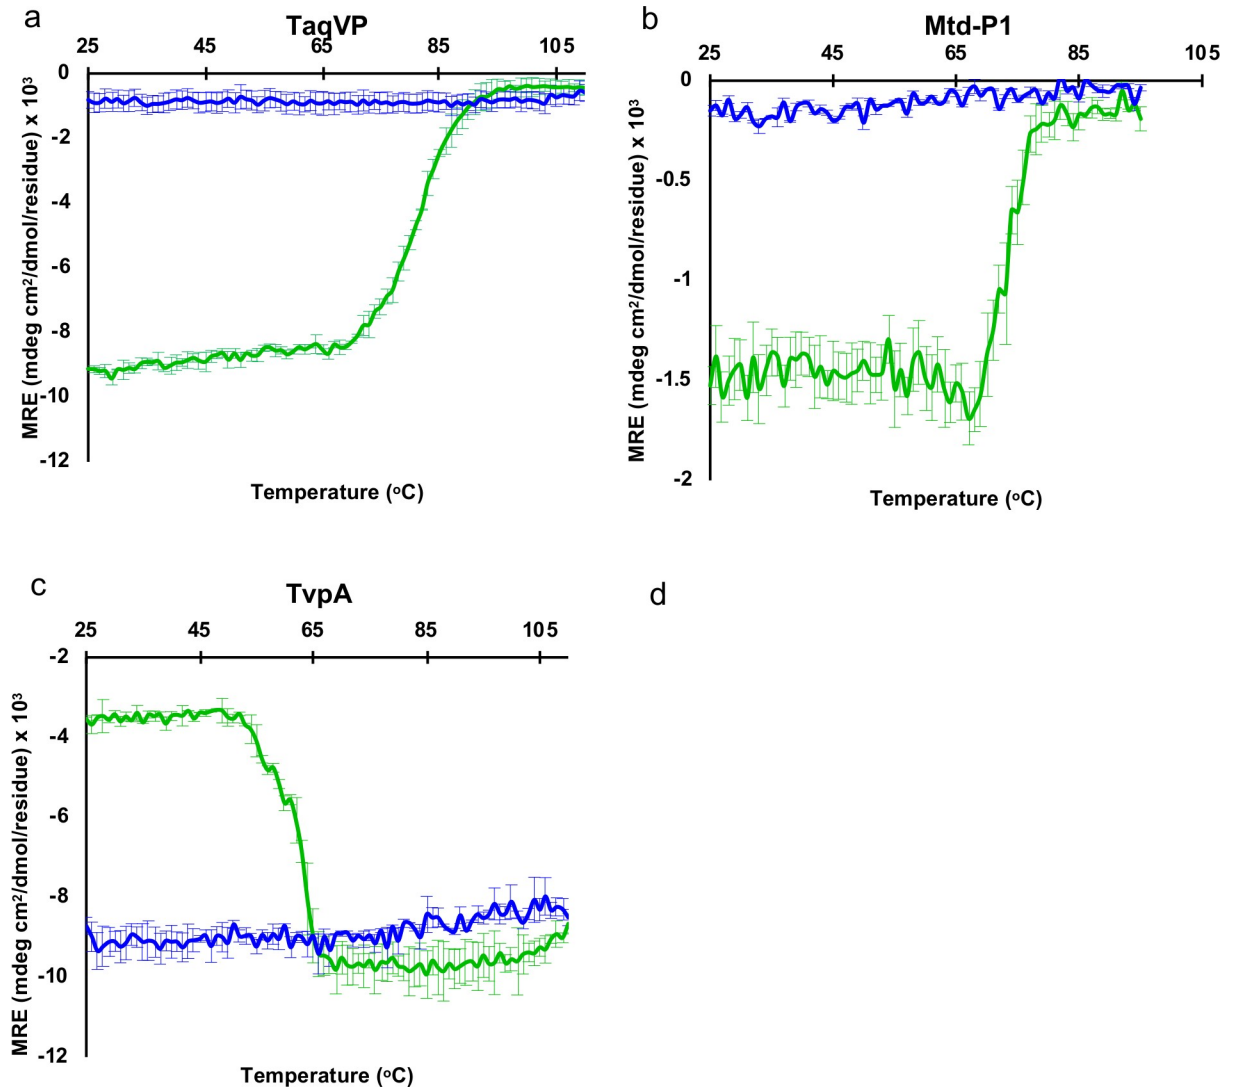 a
TaqVP
25 45 65 85 105
0
-2
-4
-6
-8
-10
-12
MRE (mdeg cm²/dmol/residue) x 10³
Temperature (ºC)
b
Mtd-P1
25 45 65 85 105
0
-0.5
-1
-1.5
-2
MRE (mdeg cm²/dmol/residue) x 10³
Temperature (ºC)
c
TvpA
25 45 65 85 105
-2
-4
-6
-8
-10
-12
MRE (mdeg cm²/dmol/residue) x 10³
Temperature (ºC)
d